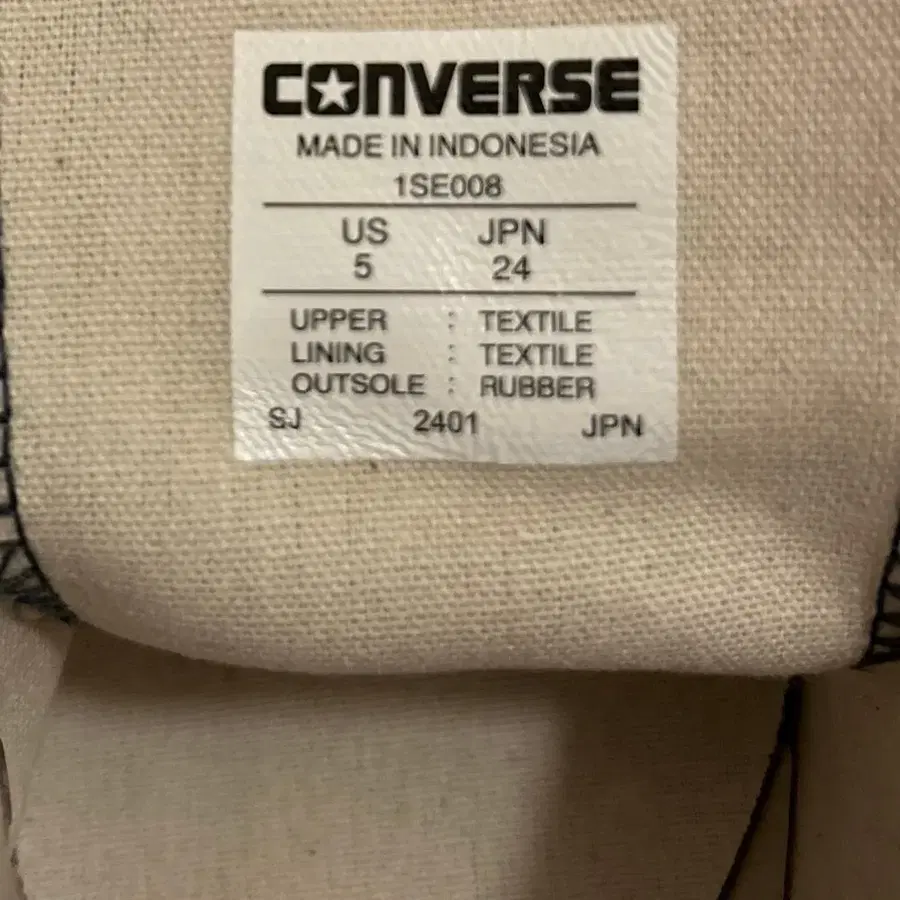 CONVERSE
MADE IN INDONESIA
1SE008
US JPN
5 24
UPPER : TEXTILE
LINING : TEXTILE
OUTSOLE : RUBBER
SJ 2401 JPN